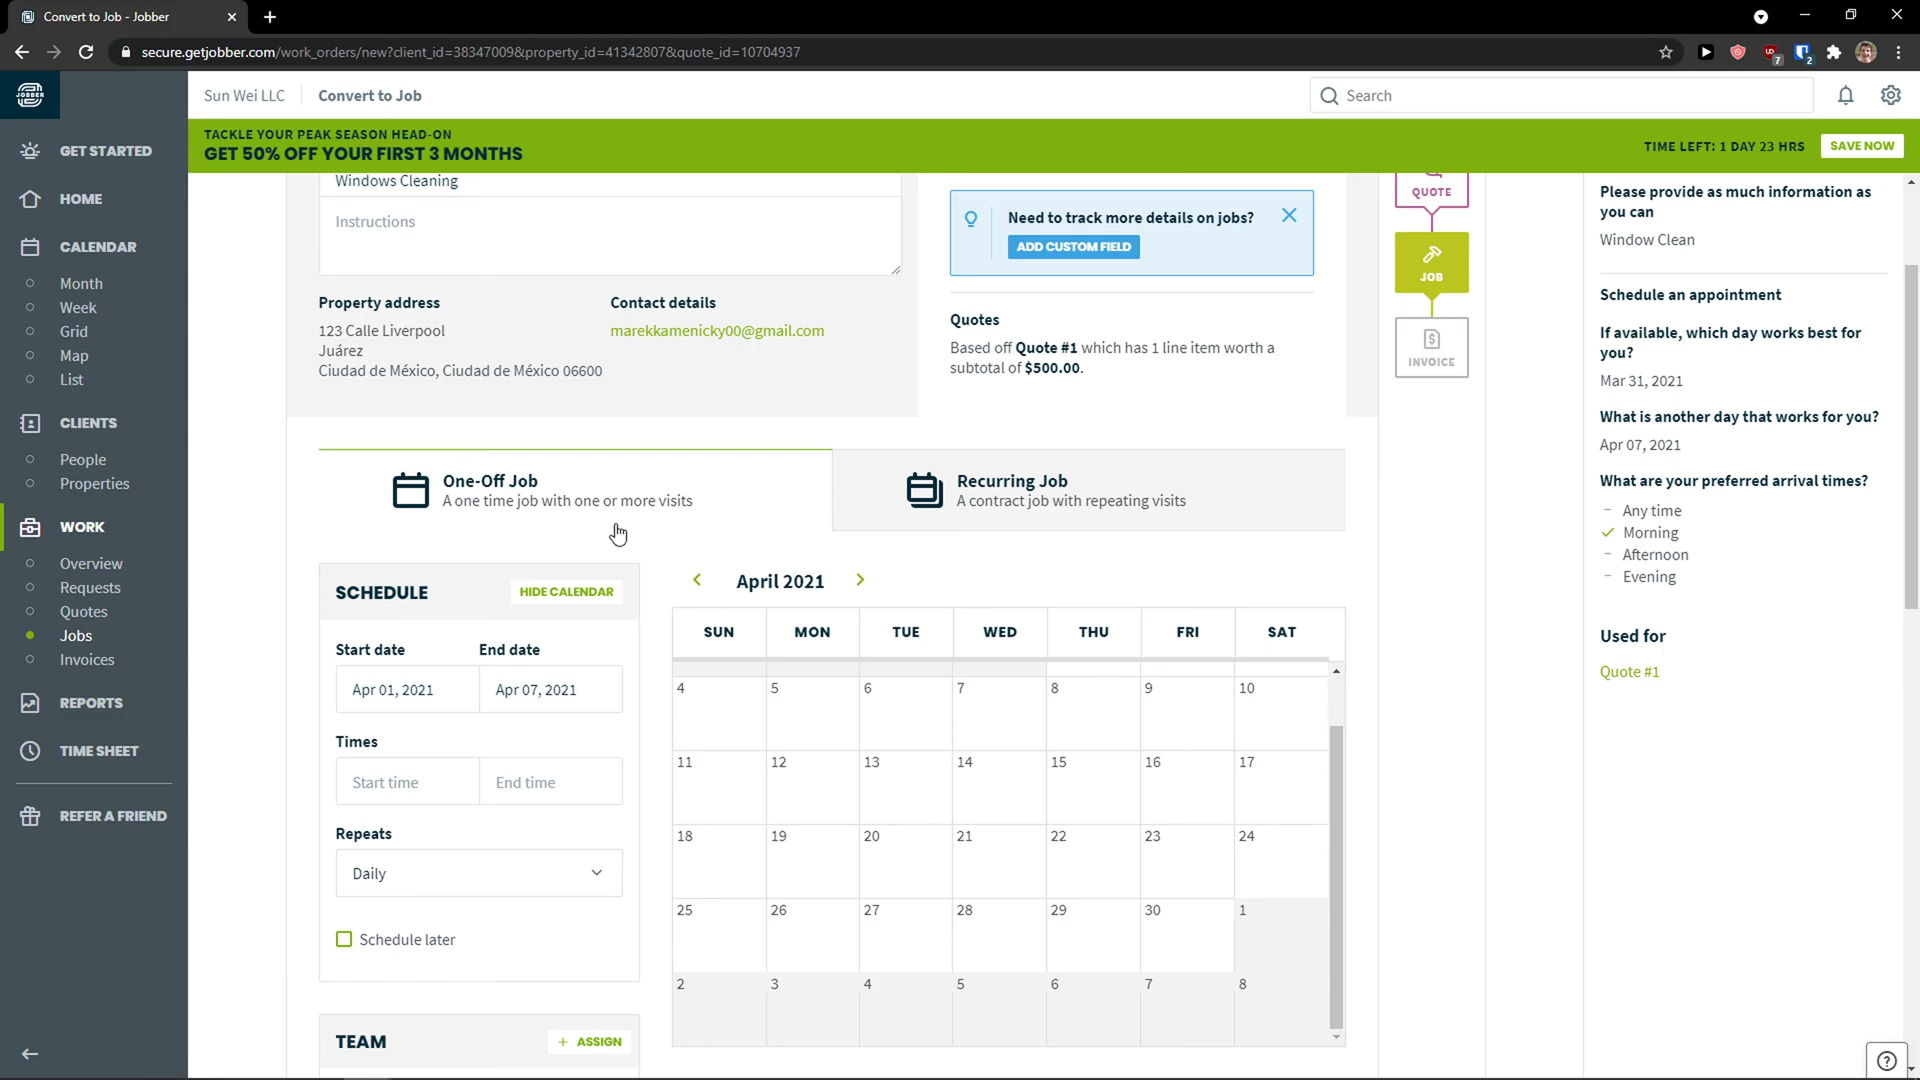 Convert to Job - Jobber
secure.getjobber.com/work_orders/new?client_id=38347009&property_id=41342807&quote_id=10704937
7
2
JOBBER
Sun Wei LLC
Convert to Job
Search
TACKLE YOUR PEAK SEASON HEAD-ON
GET 50% OFF YOUR FIRST 3 MONTHS
TIME LEFT: 1 DAY 23 HRS
SAVE NOW
GET STARTED
HOME
CALENDAR
Month
Week
Grid
Map
List
CLIENTS
People
Properties
WORK
Overview
Requests
Quotes
Jobs
Invoices
REPORTS
TIME SHEET
REFER A FRIEND
Windows Cleaning
Instructions
Property address
123 Calle Liverpool
Juárez
Ciudad de México, Ciudad de México 06600
Contact details
marekkamenicky00@gmail.com
Need to track more details on jobs?
ADD CUSTOM FIELD
Quotes
Based off Quote #1 which has 1 line item worth a
subtotal of $500.00.
QUOTE
JOB
INVOICE
One-Off Job
A one time job with one or more visits
Recurring Job
A contract job with repeating visits
SCHEDULE
HIDE CALENDAR
Start date
End date
Apr 01, 2021
Apr 07, 2021
Times
Start time
End time
Repeats
Daily
Schedule later
TEAM
+ ASSIGN
April 2021
SUN MON TUE WED THU FRI SAT
4 5 6 7 8 9 10
11 12 13 14 15 16 17
18 19 20 21 22 23 24
25 26 27 28 29 30 1
2 3 4 5 6 7 8
Please provide as much information as
you can
Window Clean
Schedule an appointment
If available, which day works best for
you?
Mar 31, 2021
What is another day that works for you?
Apr 07, 2021
What are your preferred arrival times?
- Any time
Morning
- Afternoon
- Evening
Used for
Quote #1